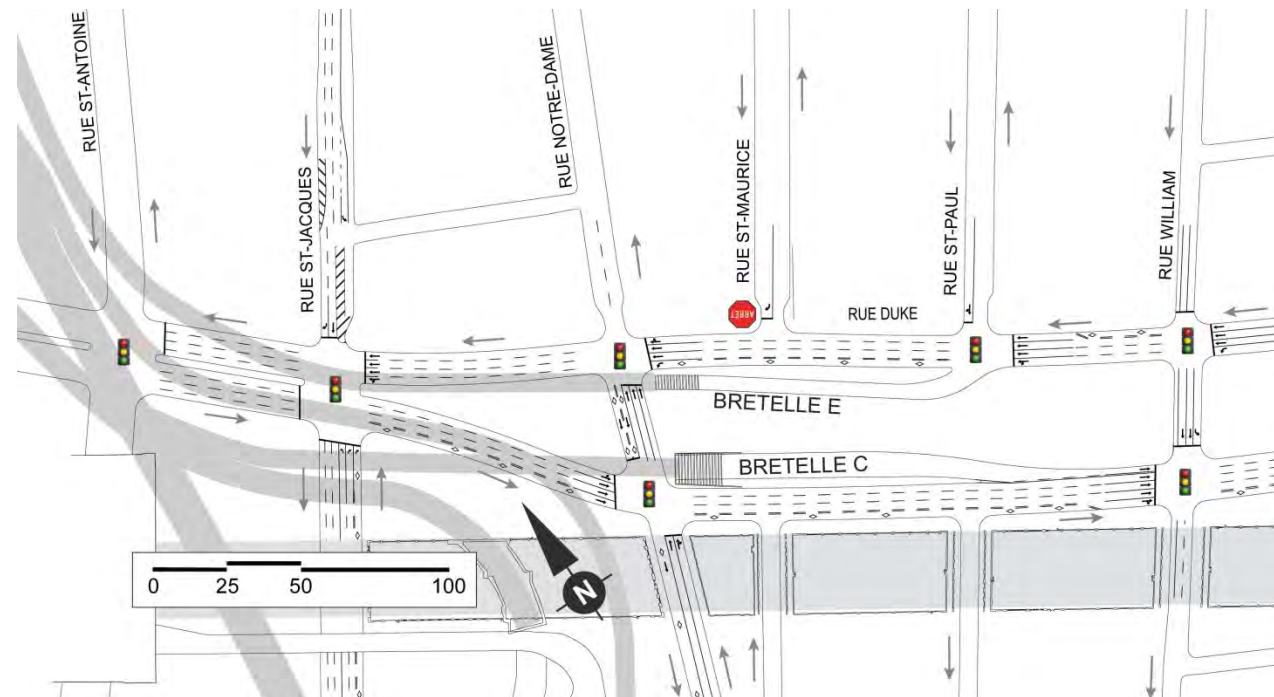 RUE ST-ANTOINE
RUE ST-JACQUES
RUE NOTRE-DAME
RUE ST-MAURICE
RUE ST-PAUL
RUE WILLIAM
ARRÊT
RUE DUKE
BRETELLE E
BRETELLE C
N
0 25 50 100